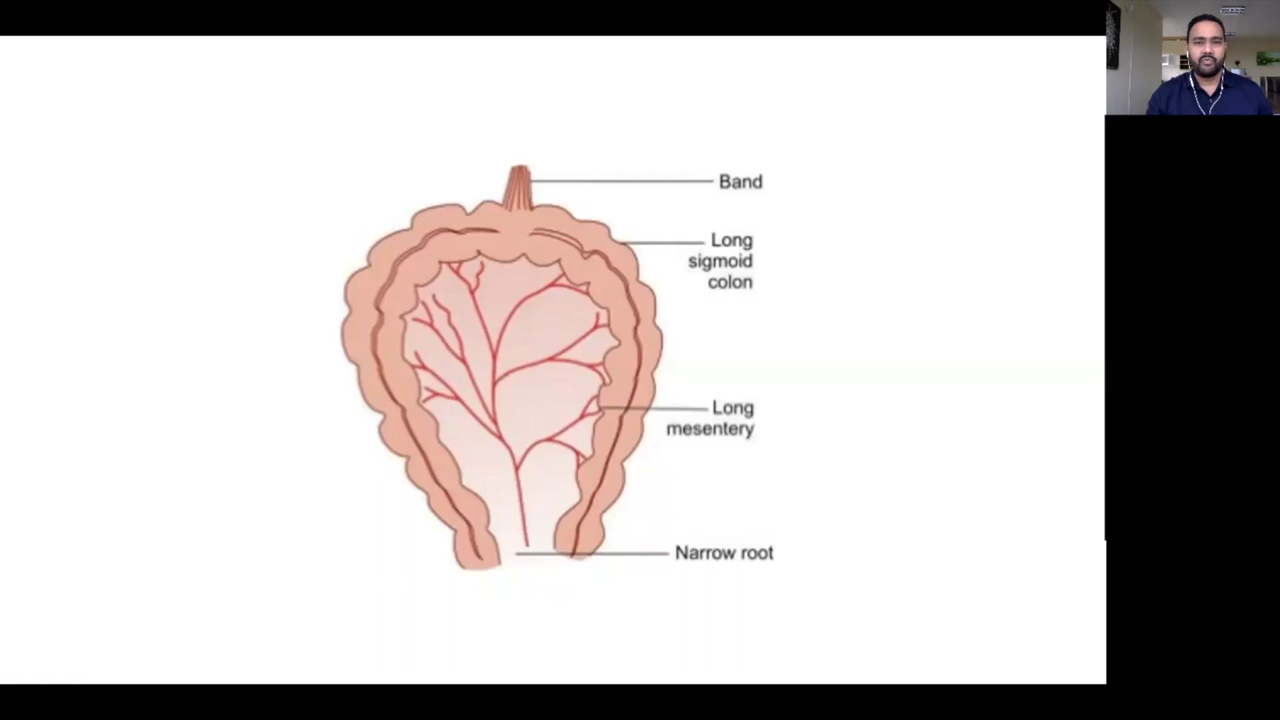 Band
Long
sigmoid
colon
Long
mesentery
Narrow root